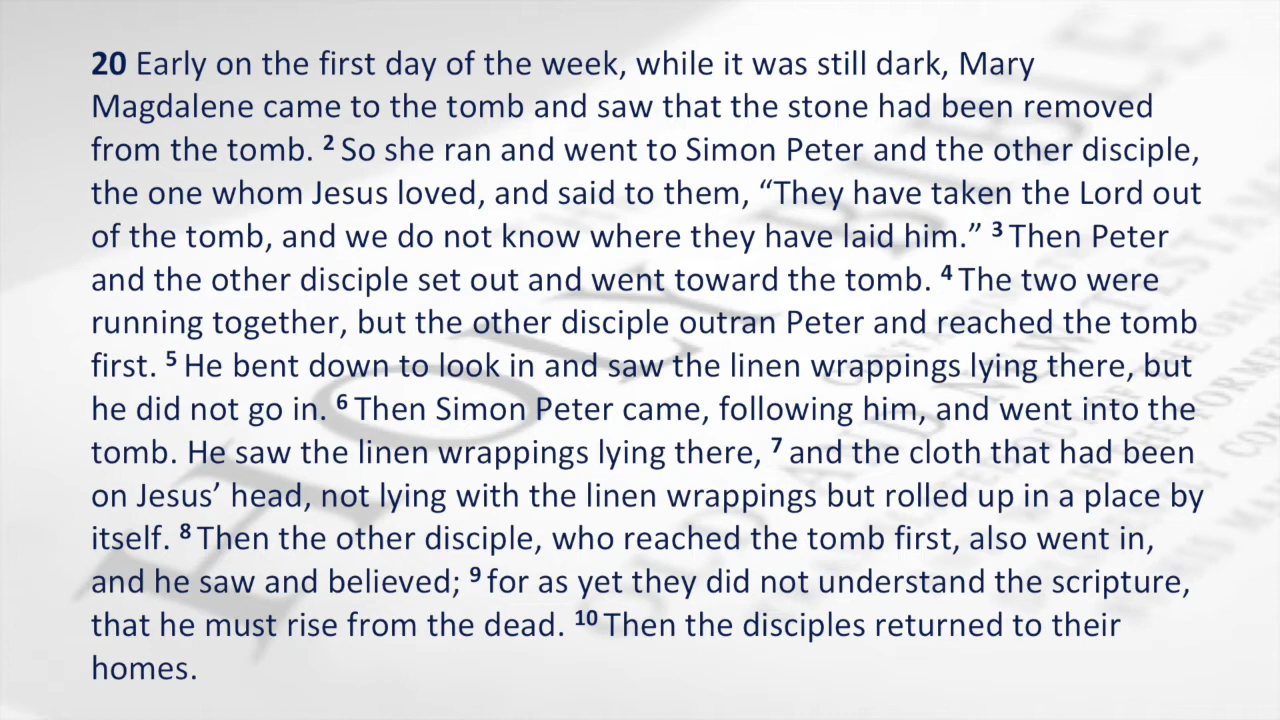 20 Early on the first day of the week, while it was still dark, Mary
Magdalene came to the tomb and saw that the stone had been removed
from the tomb. 2 So she ran and went to Simon Peter and the other disciple,
the one whom Jesus loved, and said to them, “They have taken the Lord out
of the tomb, and we do not know where they have laid him.” 3 Then Peter
and the other disciple set out and went toward the tomb. 4 The two were
running together, but the other disciple outran Peter and reached the tomb
first. 5 He bent down to look in and saw the linen wrappings lying there, but
he did not go in. 6 Then Simon Peter came, following him, and went into the
tomb. He saw the linen wrappings lying there, 7 and the cloth that had been
on Jesus’ head, not lying with the linen wrappings but rolled up in a place by
itself. 8 Then the other disciple, who reached the tomb first, also went in,
and he saw and believed; 9 for as yet they did not understand the scripture,
that he must rise from the dead. 10 Then the disciples returned to their
homes.
HOLY BIBLE